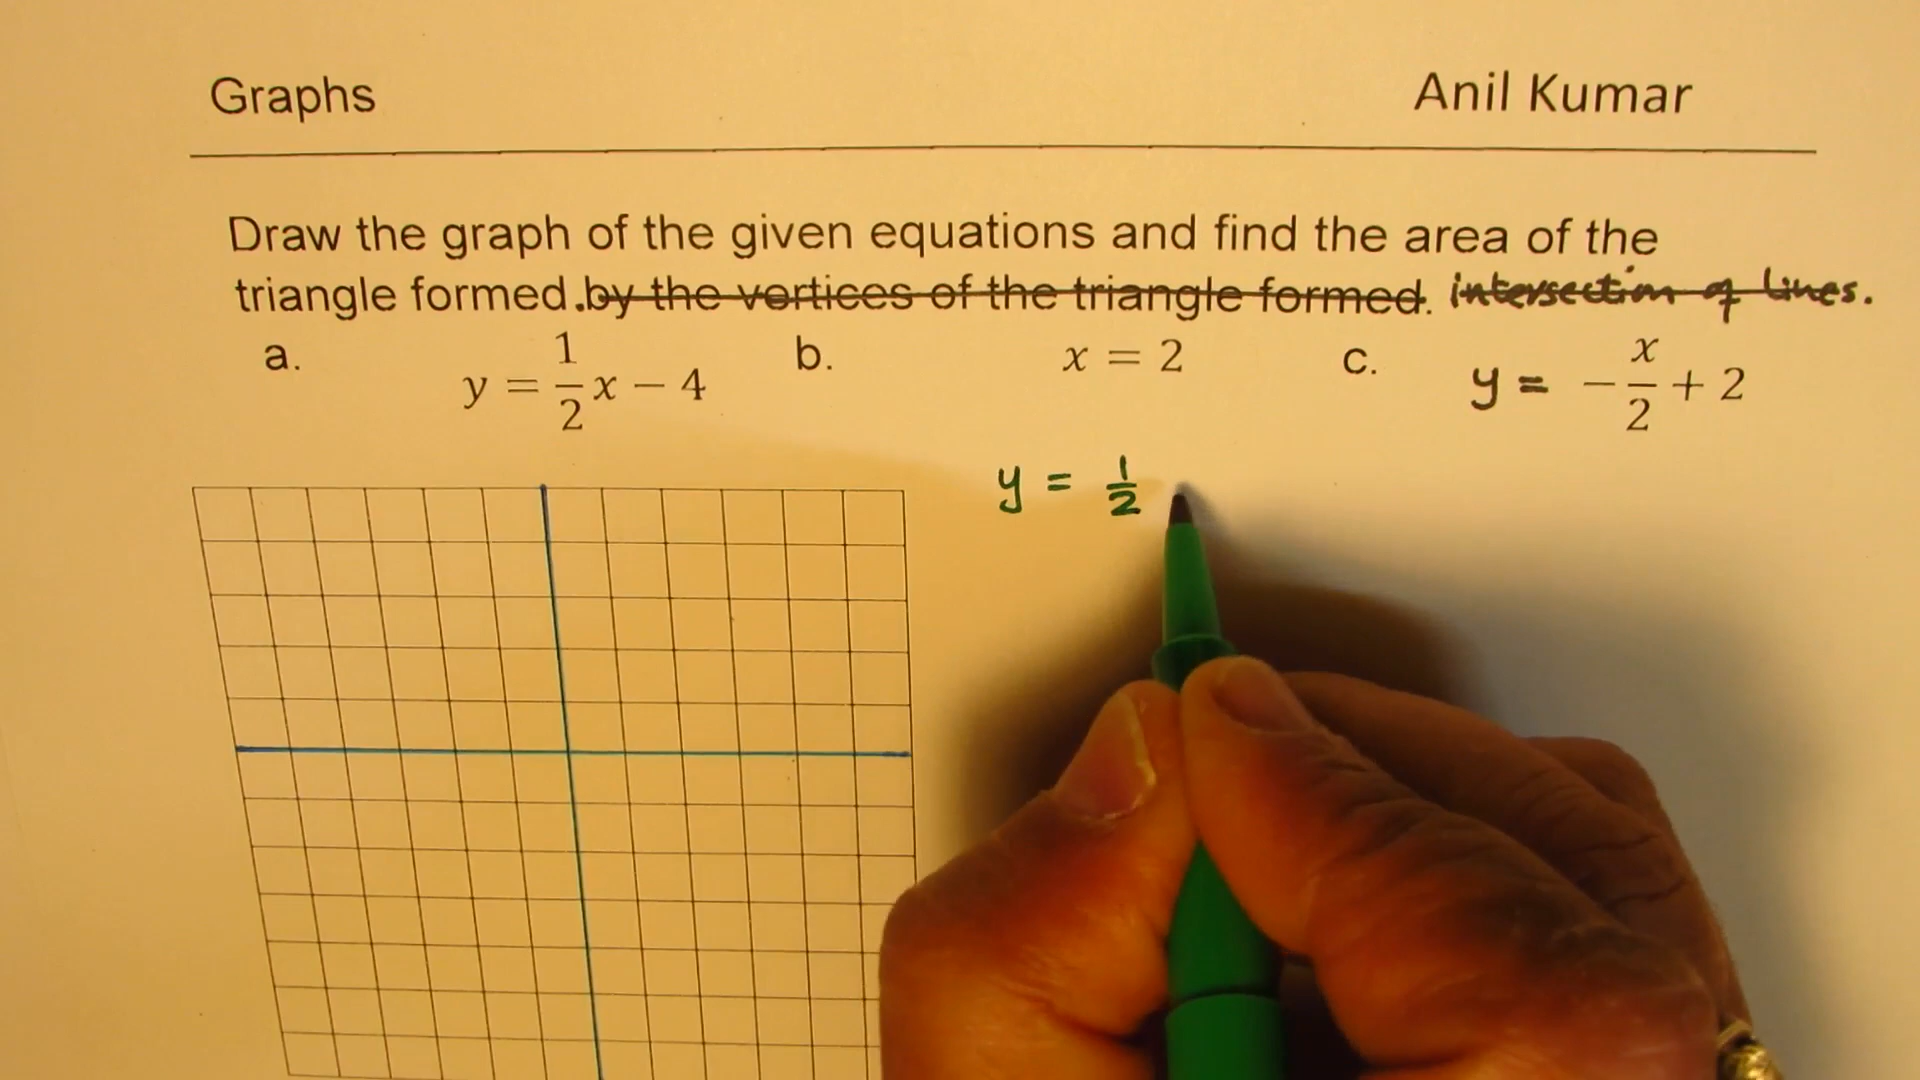 Graphs Anil Kumar
Draw the graph of the given equations and find the area of the
triangle formed. by the vertices of the triangle formed. intersection of lines.
a. y = 1/2 x − 4 b. x = 2 c. y = − x/2 + 2
y = 1/2